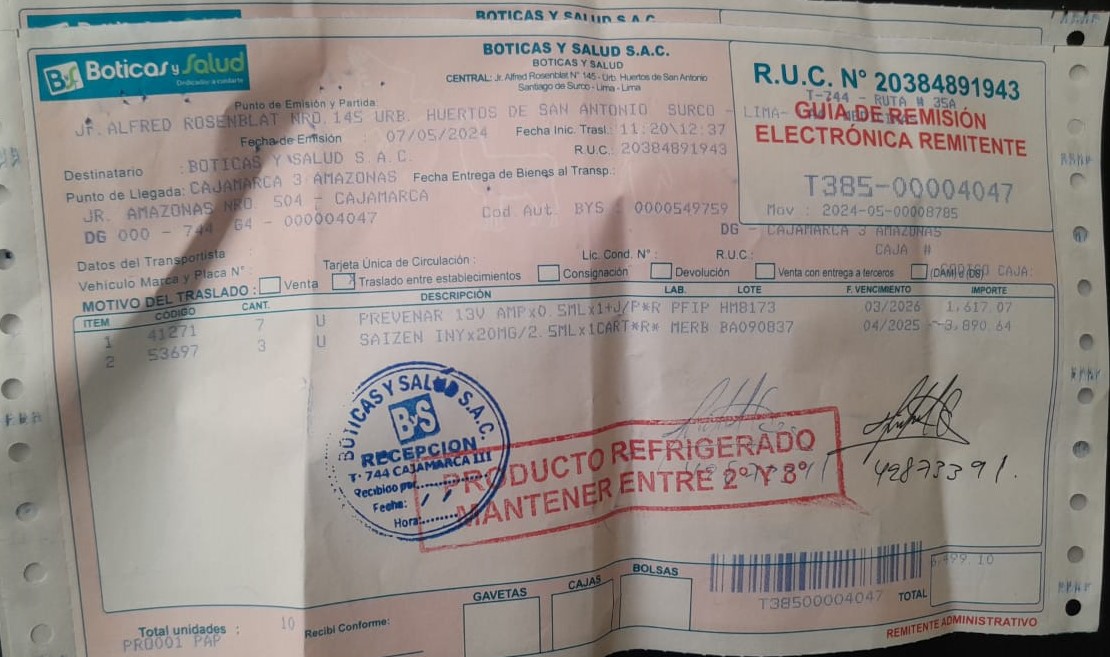 BOTICAS Y SALUD S.A.C.
BS Boticas y Salud
Dedicados a cuidarte
BOTICAS Y SALUD S.A.C.
BOTICAS Y SALUD
CENTRAL: Jr. Alfred Rosenblat N° 145 - Urb. Huertos de San Antonio
Santiago de Surco - Lima - Lima
R.U.C. N° 20384891943
T-744 - RUTA # 35A
GUIA DE REMISIÓN
ELECTRÓNICA REMITENTE
T385-00004047
Mov : 2024-05-00008785
Punto de Emisión y Partida
JR. ALFRED ROSENBLAT NRO. 145 URB. HUERTOS DE SAN ANTONIO SURCO - LIMA-
Fecha de Emisión 07/05/2024 Fecha Inic. Trasl.: 11:20\12:37
Destinatario : BOTICAS Y SALUD S.A.C. R.U.C.: 20384891943
Punto de Llegada: CAJAMARCA 3 AMAZONAS Fecha Entrega de Bienes al Transp.:
JR. AMAZONAS NRO. 504 - CAJAMARCA
DG 000 - 744 G4 - 000004047 Cod Aut. BYS : 0000549759
DG - CAJAMARCA 3 AMAZONAS
CAJA #
Datos del Transportista
Vehículo Marca y Placa N° : Tarjeta Única de Circulación : Lic. Cond. N° : R.U.C.:
MOTIVO DEL TRASLADO : Venta X Traslado entre establecimientos Consignación Devolución Venta con entrega a terceros (DAM) ó (DS) CAJA:
ITEM CÓDIGO CANT. DESCRIPCIÓN LAB. LOTE F. VENCIMIENTO IMPORTE
1 41271 7 U PREVENAR 13V AMPx0.5MLx1+J/P*R PFIP HM8173 03/2026 1,617.07
2 53697 3 U SAIZEN INYx20MG/2.5MLx1CART*R# MERB BA090837 04/2025 3,890.64
BOTICAS Y SALUD S.A.C.
BS
RECEPCION
T· 744 CAJAMARCA III
Recibido por:
Fecha: / /
Hora:
PRODUCTO REFRIGERADO
MANTENER ENTRE 2° Y 8°
42873391.
T38500004047
GAVETAS CAJAS BOLSAS TOTAL
Total unidades : 10 Recibí Conforme:
PRO001 PAP
REMITENTE ADMINISTRATIVO